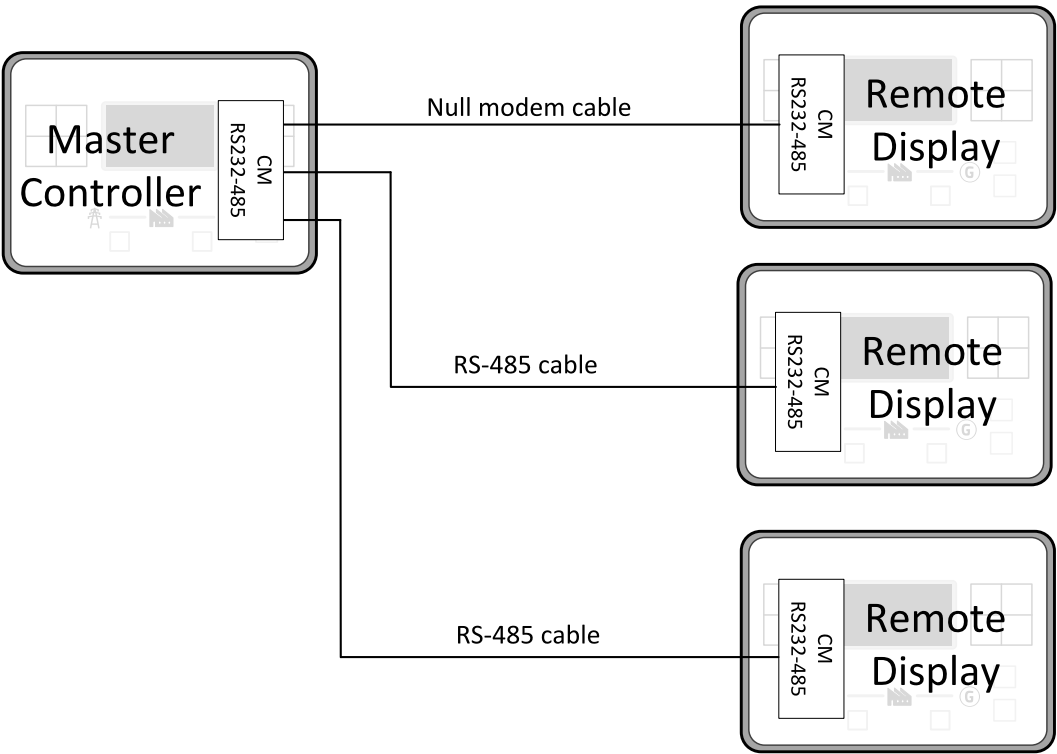 Master
Controller
CM
RS232-485
Null modem cable
CM
RS232-485
Remote
Display
G
RS-485 cable
CM
RS232-485
Remote
Display
G
RS-485 cable
CM
RS232-485
Remote
Display
G